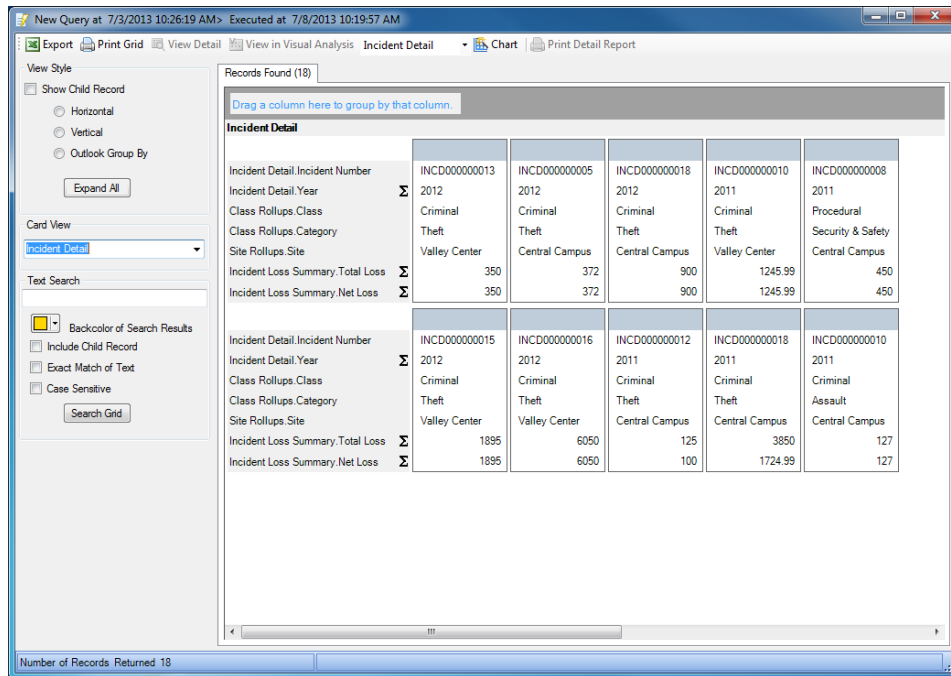 New Query at 7/3/2013 10:26:19 AM> Executed at 7/8/2013 10:19:57 AM
Export Print Grid View Detail View in Visual Analysis Incident Detail Chart Print Detail Report
View Style
Show Child Record
Horizontal
Vertical
Outlook Group By
Expand All
Card View
Incident Detail
Text Search
Backcolor of Search Results
Include Child Record
Exact Match of Text
Case Sensitive
Search Grid
Records Found (18)
Drag a column here to group by that column.
Incident Detail
Incident Detail.Incident Number INCD000000013 INCD000000005 INCD000000018 INCD000000010 INCD000000008
Incident Detail.Year Σ 2012 2012 2012 2011 2011
Class Rollups.Class Criminal Criminal Criminal Criminal Procedural
Class Rollups.Category Theft Theft Theft Theft Security & Safety
Site Rollups.Site Valley Center Central Campus Central Campus Valley Center Central Campus
Incident Loss Summary.Total Loss Σ 350 372 900 1245.99 450
Incident Loss Summary.Net Loss Σ 350 372 900 1245.99 450
Incident Detail.Incident Number INCD000000015 INCD000000016 INCD000000012 INCD000000018 INCD000000010
Incident Detail.Year Σ 2012 2012 2011 2011 2011
Class Rollups.Class Criminal Criminal Criminal Criminal Criminal
Class Rollups.Category Theft Theft Theft Theft Assault
Site Rollups.Site Valley Center Valley Center Central Campus Central Campus Central Campus
Incident Loss Summary.Total Loss Σ 1895 6050 125 3850 127
Incident Loss Summary.Net Loss Σ 1895 6050 100 1724.99 127
Number of Records Returned 18